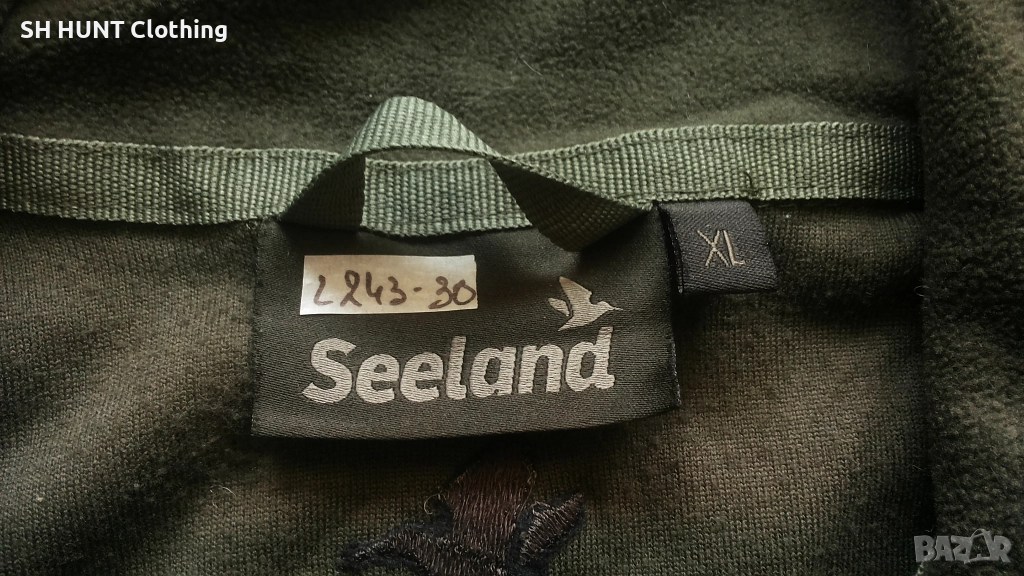 SH HUNT Clothing
XL
L243-30
Seeland
BAZAR